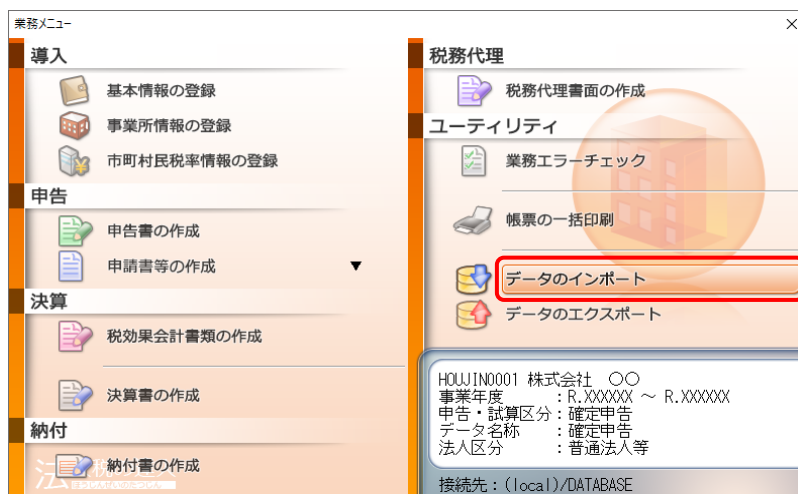 業務メニュー
導入
基本情報の登録
事業所情報の登録
市町村民税率情報の登録
申告
申告書の作成
申請書等の作成 ▼
決算
税効果会計書類の作成
決算書の作成
納付
納付書の作成
税務代理
税務代理書面の作成
ユーティリティ
業務エラーチェック
帳票の一括印刷
データのインポート
データのエクスポート
HOUJIN0001 株式会社 〇〇
事業年度 :R.XXXXXX ～ R.XXXXXX
申告・試算区分:確定申告
データ名称 :確定申告
法人区分 :普通法人等
接続先:(local)/DATABASE